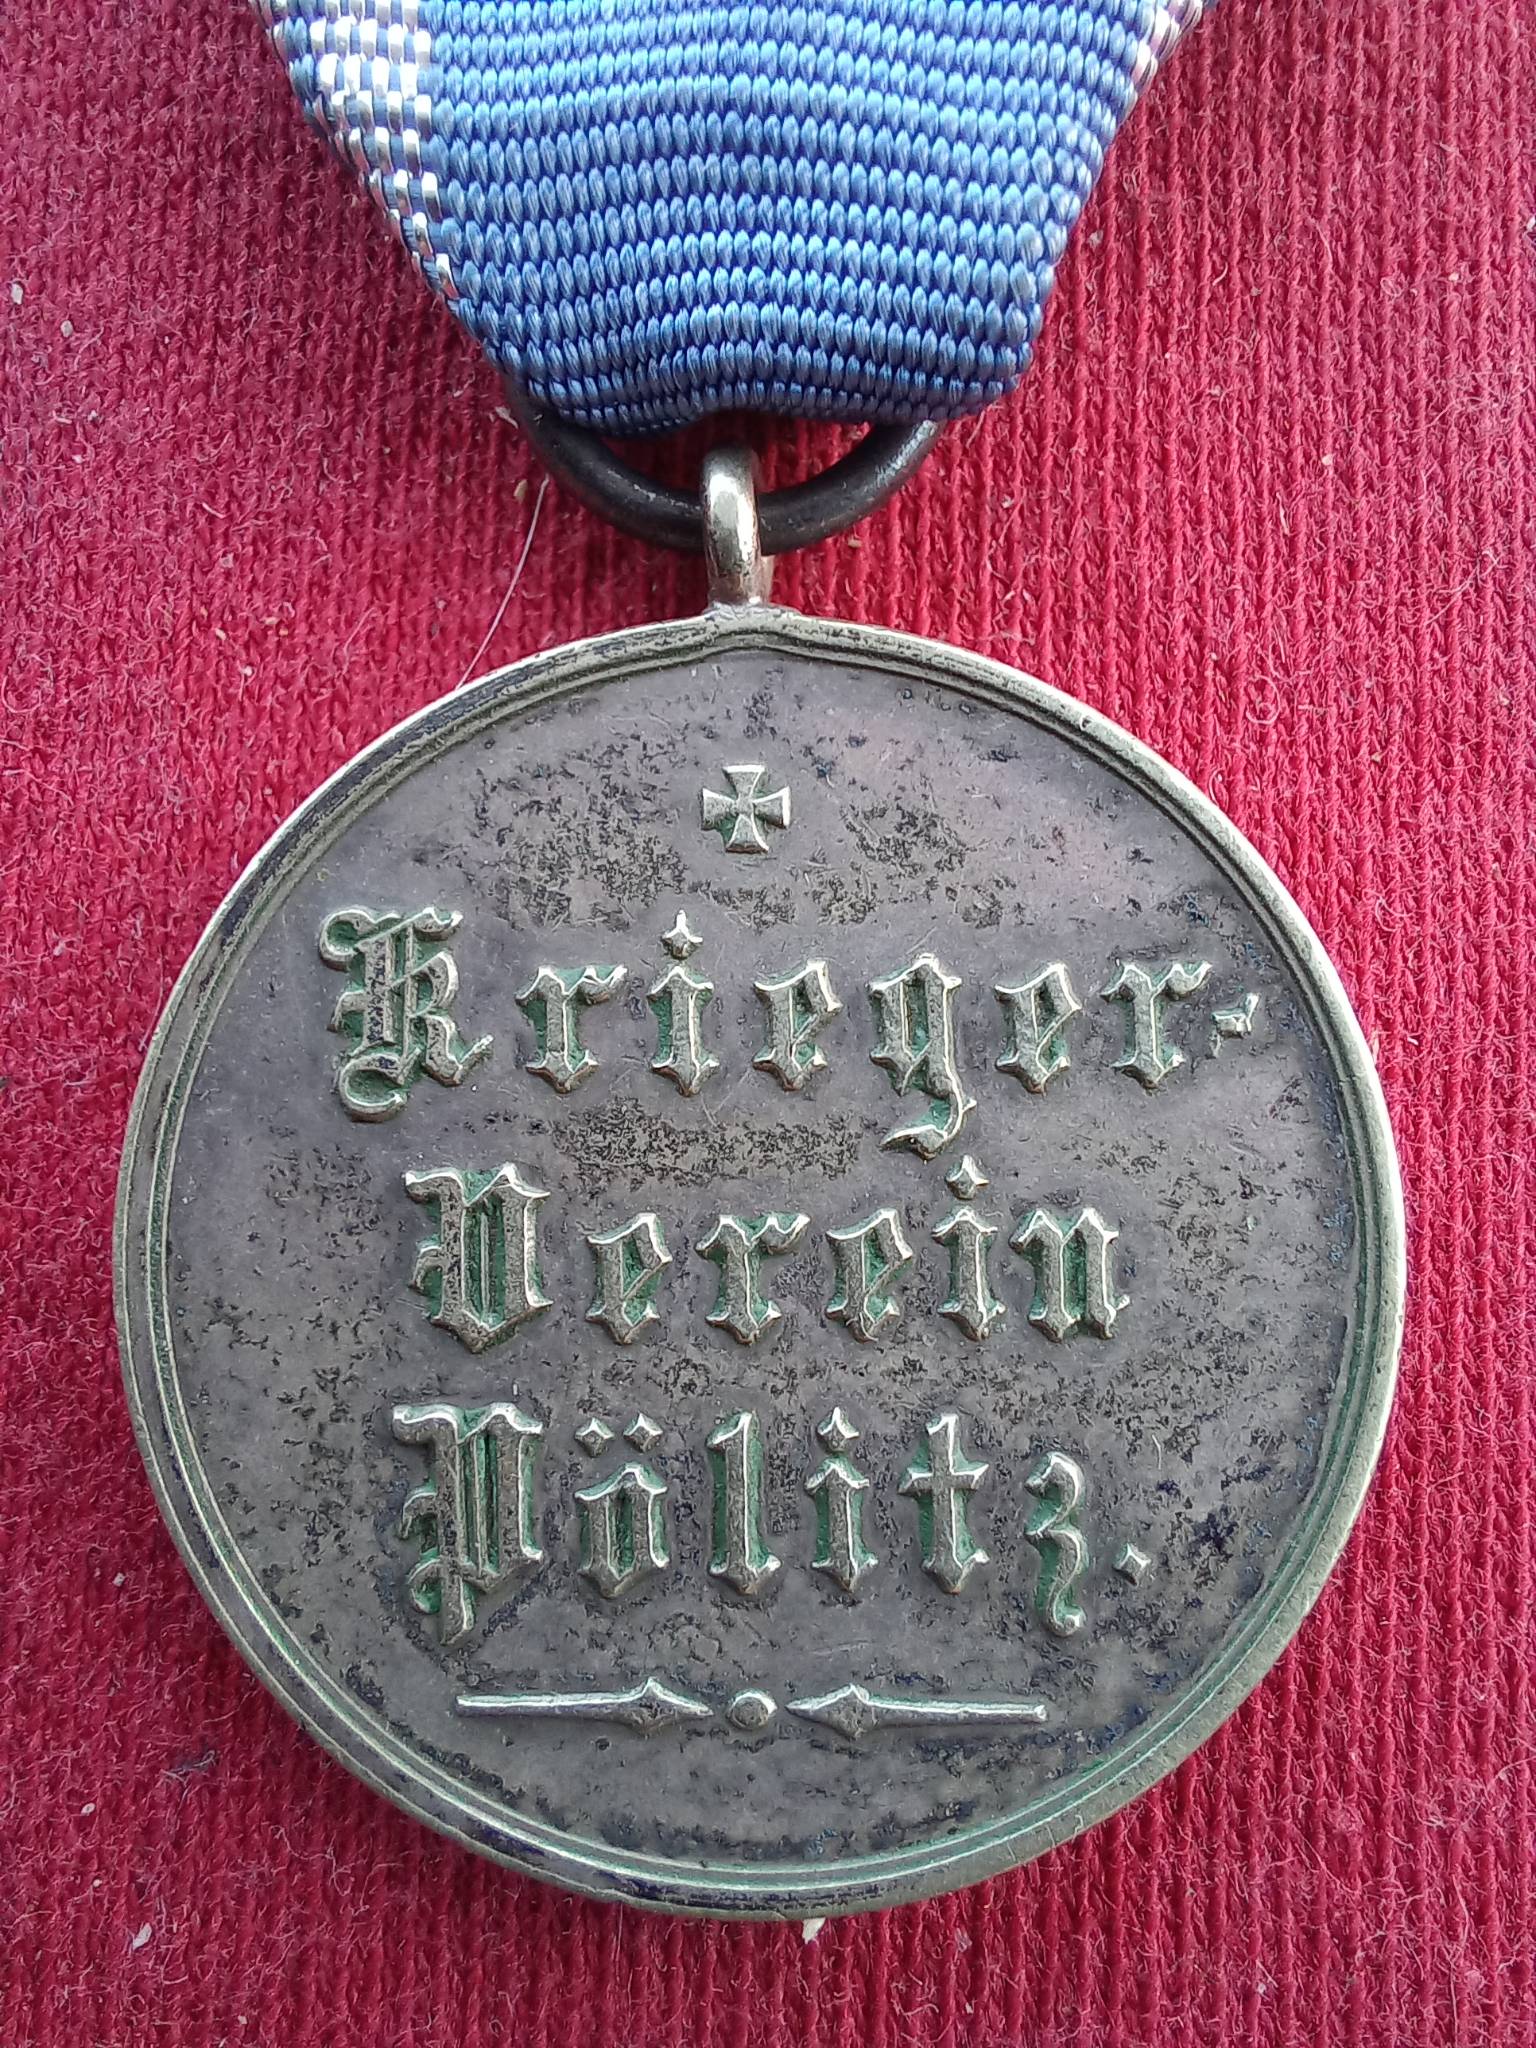 Krieger-
Verein
Pölitz.